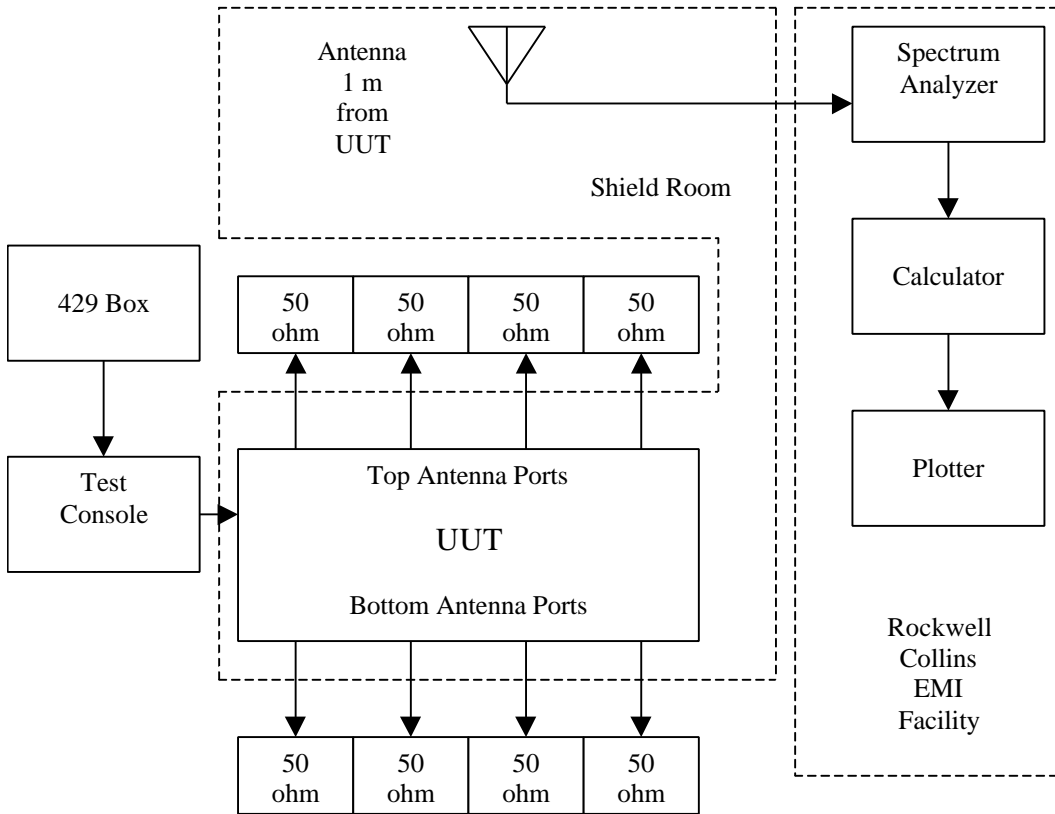 Antenna
1 m
from
UUT
Spectrum
Analyzer
Shield Room
Calculator
429 Box
50
ohm
50
ohm
50
ohm
50
ohm
Test
Console
Top Antenna Ports
UUT
Bottom Antenna Ports
Plotter
Rockwell
Collins
EMI
Facility
50
ohm
50
ohm
50
ohm
50
ohm